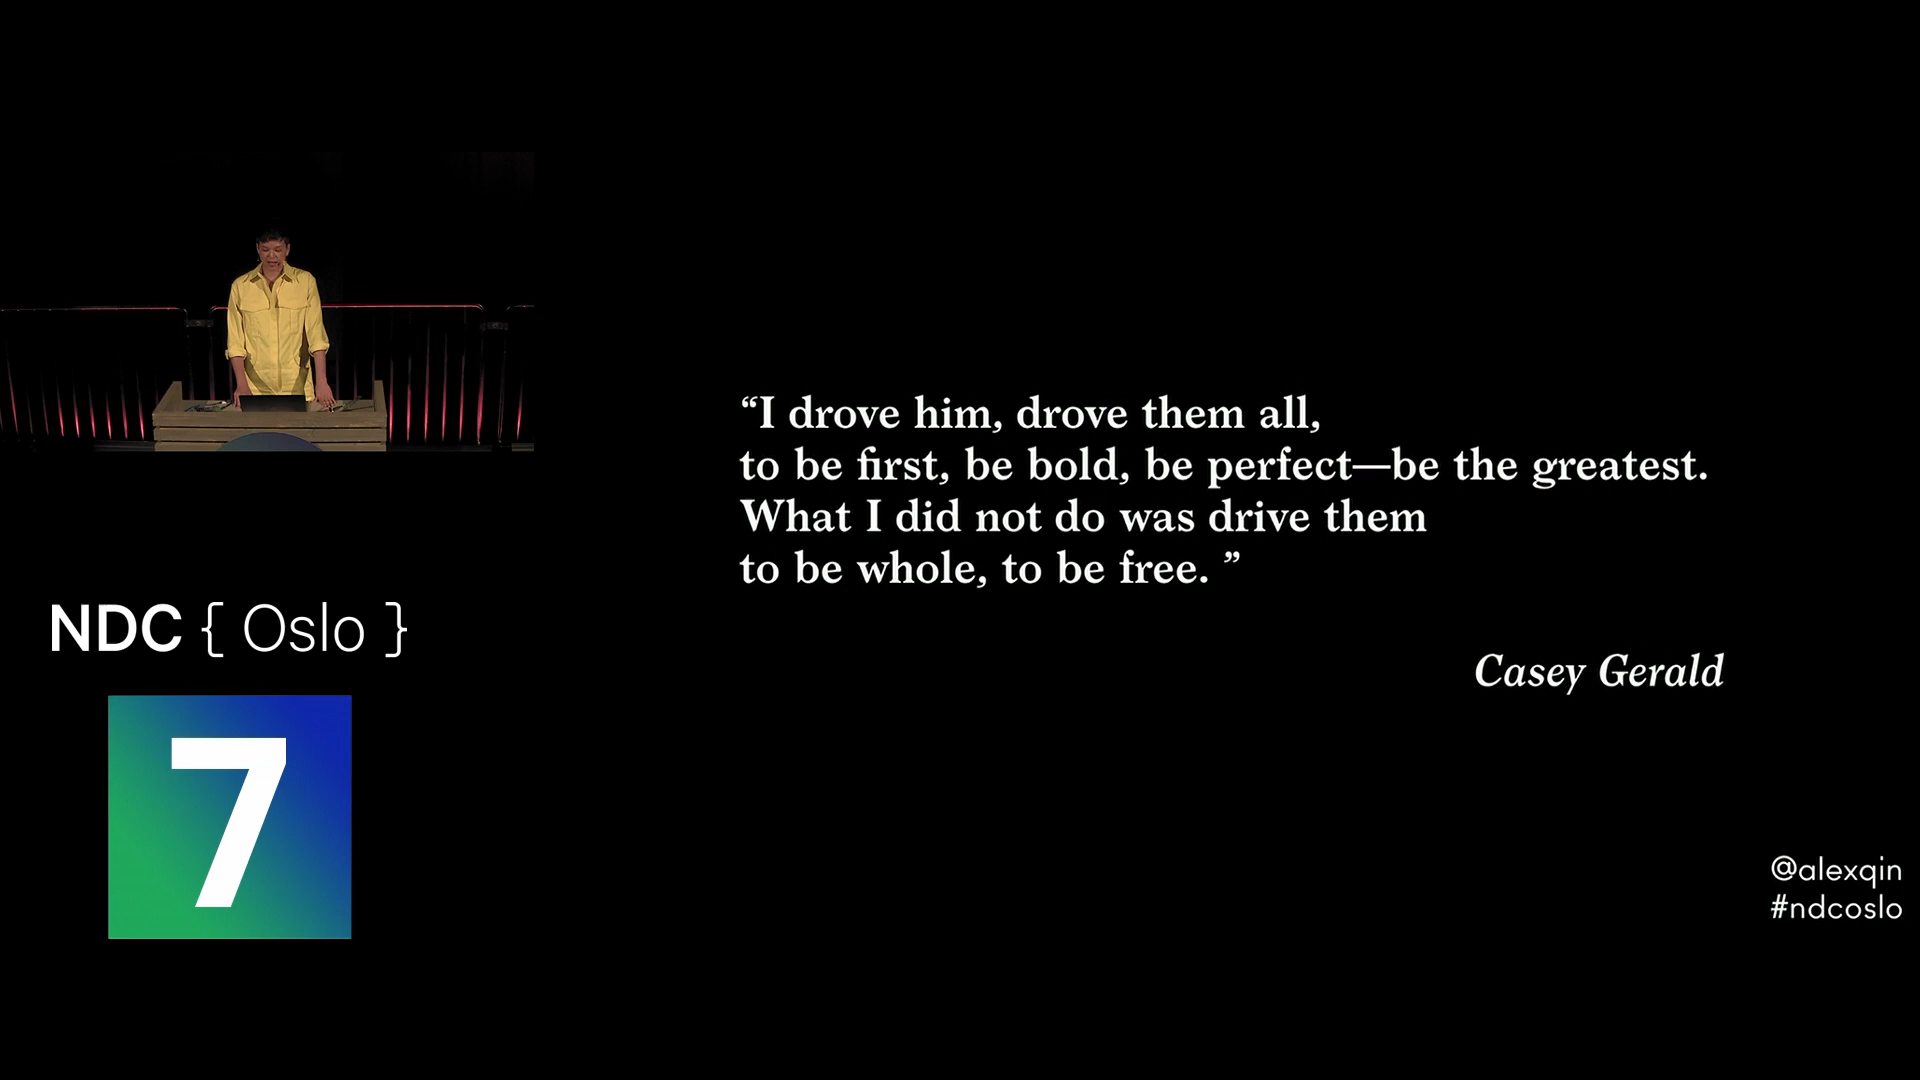 “I drove him, drove them all,
to be first, be bold, be perfect—be the greatest.
What I did not do was drive them
to be whole, to be free. ”
Casey Gerald
NDC { Oslo }
7
@alexqin
#ndcoslo